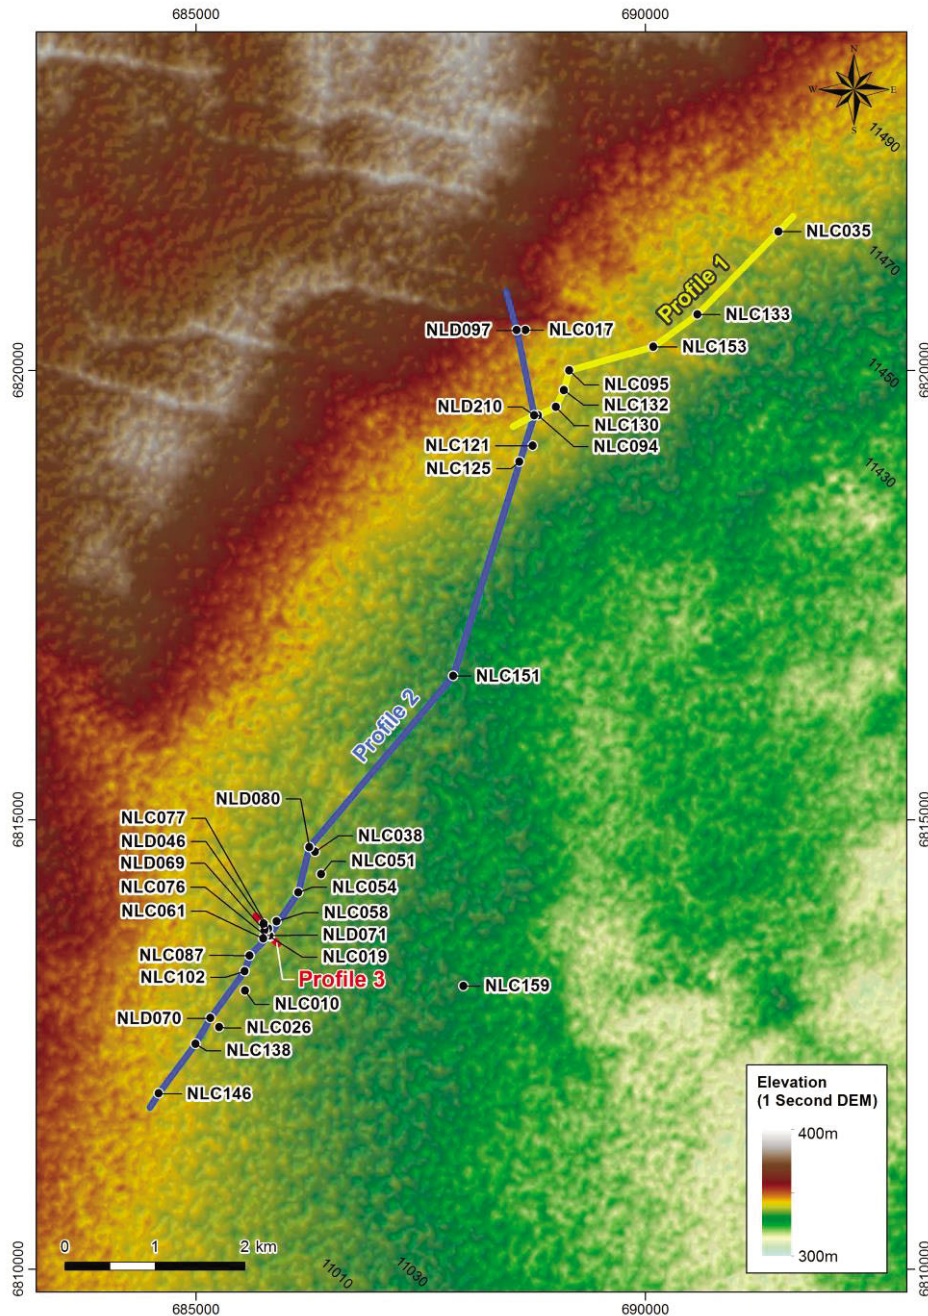 685000
690000
N
W
E
S
11490
NLC035
11470
Profile 1
NLC133
NLD097
NLC017
NLC153
6820000
6820000
NLC095
11450
NLC132
NLD210
NLC130
NLC121
NLC094
NLC125
11430
NLC151
Profile 2
NLD080
6815000
6815000
NLC077
NLC038
NLD046
NLC051
NLD069
NLC054
NLC076
NLC061
NLC058
NLD071
NLC087
NLC019
NLC102
Profile 3
NLC159
NLC010
NLD070
NLC026
NLC138
NLC146
Elevation
(1 Second DEM)
400m
300m
0 1 2 km
11010
11030
6810000
6810000
685000
690000